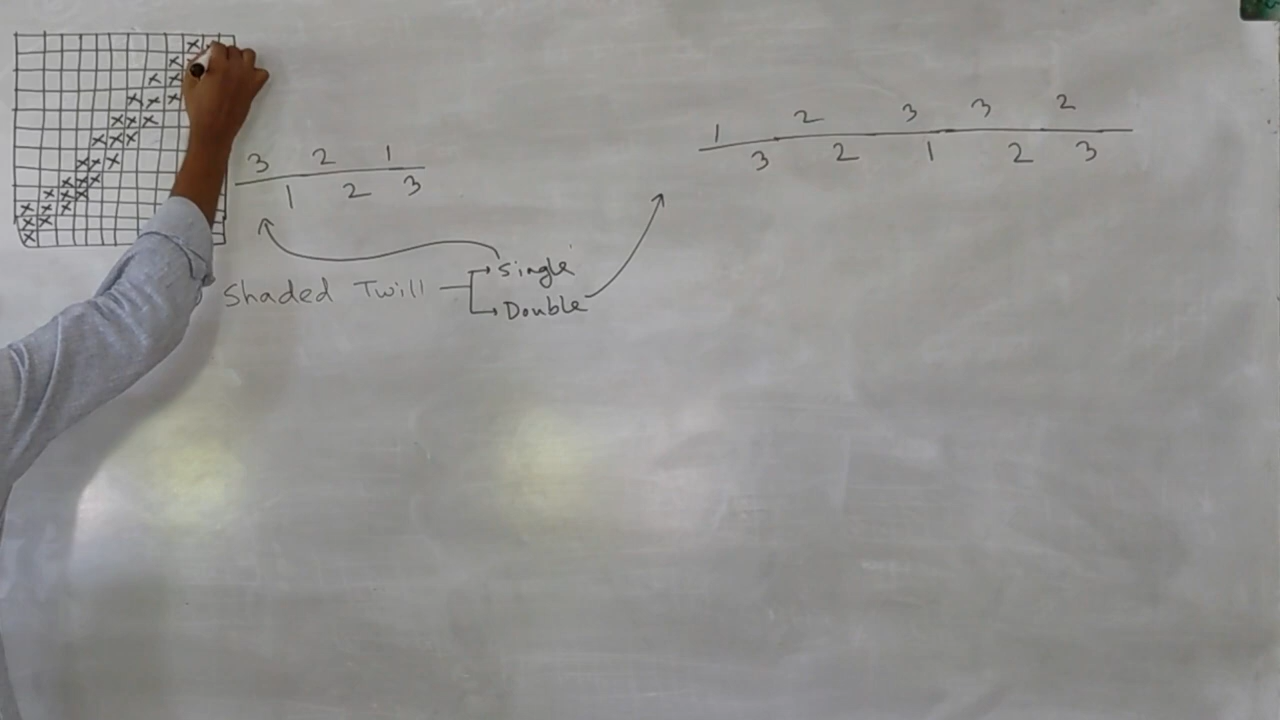 3 2 1
1 2 3
1 2 3 3 2
3 2 1 2 3
Shaded Twill
Single
Double